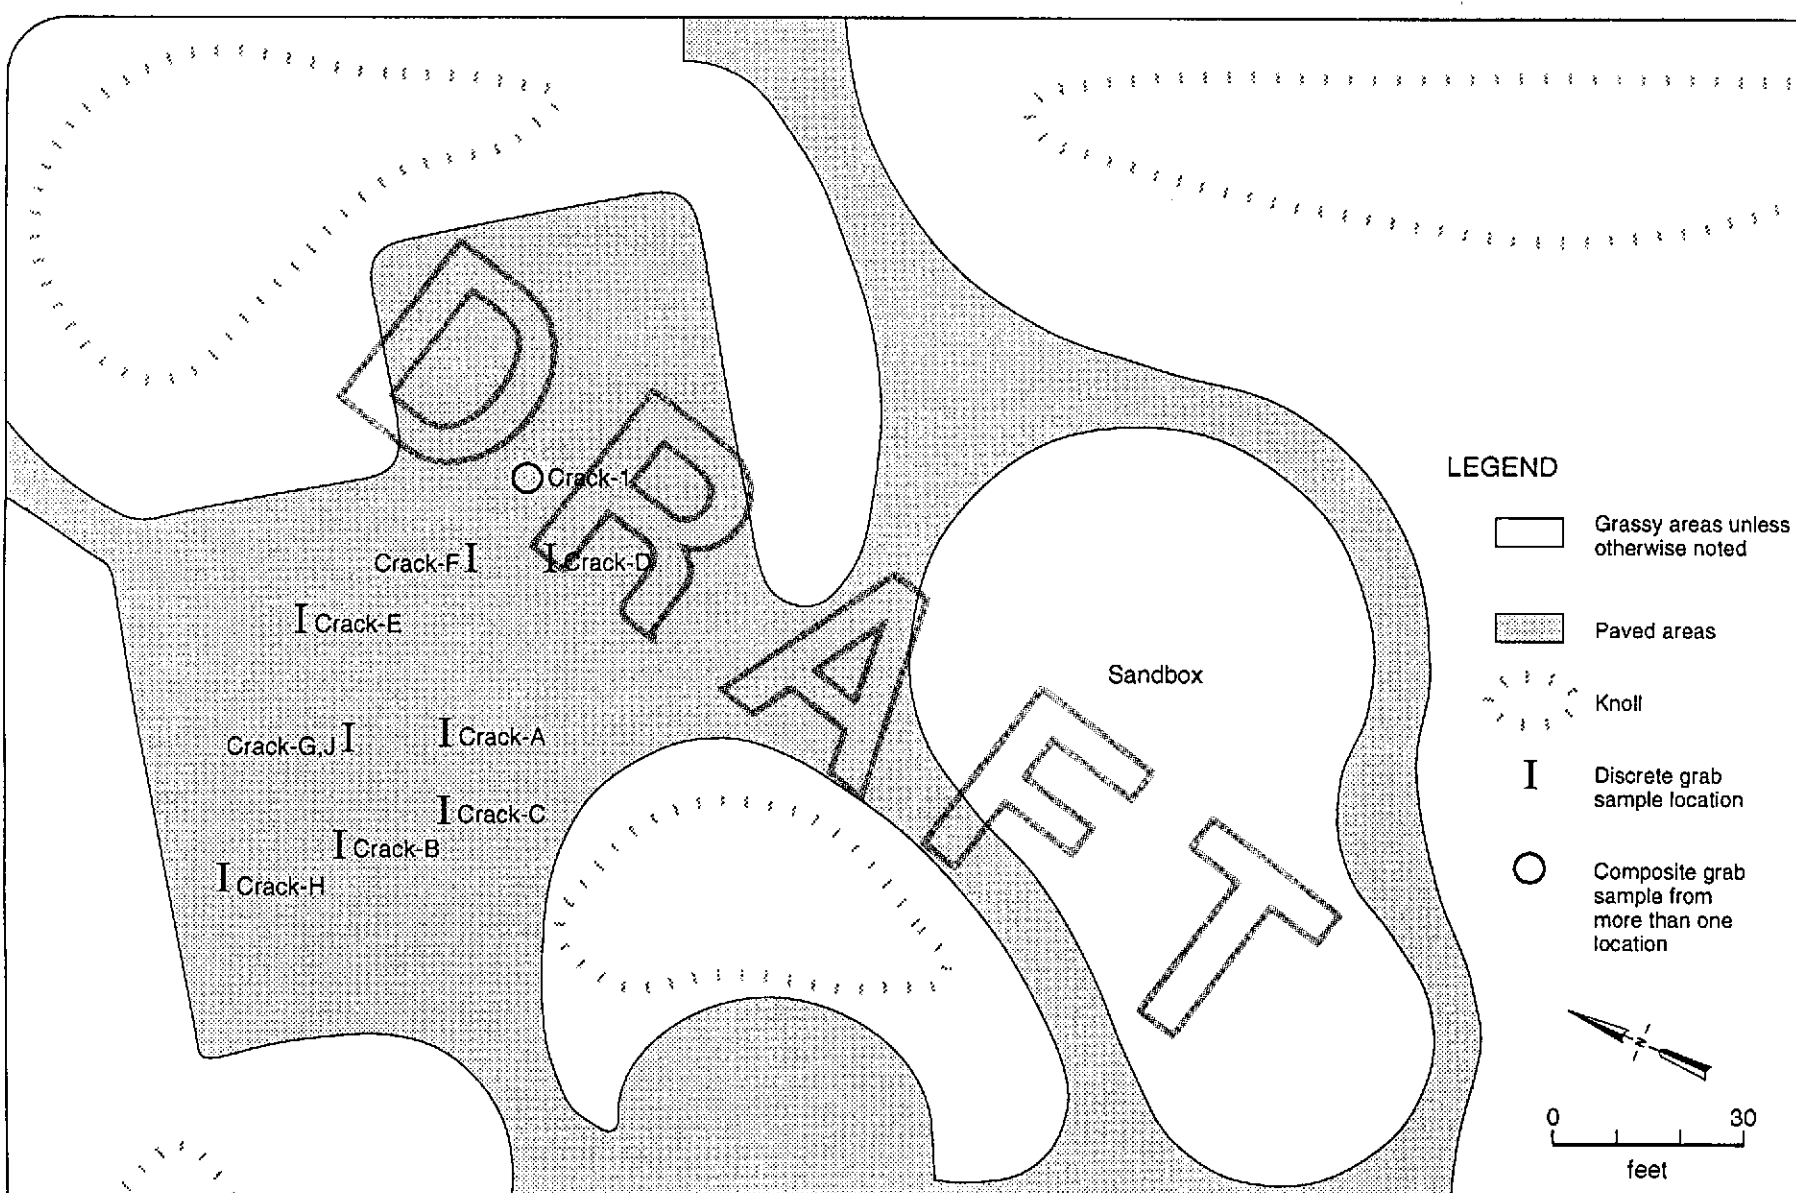 DRAFT
Crack-1
Crack-F
Crack-D
Crack-E
Crack-G,J
Crack-A
Crack-C
Crack-B
Crack-H
Sandbox
LEGEND
Grassy areas unless
otherwise noted
Paved areas
Knoll
I
Discrete grab
sample location
Composite grab
sample from
more than one
location
N
0 30
feet